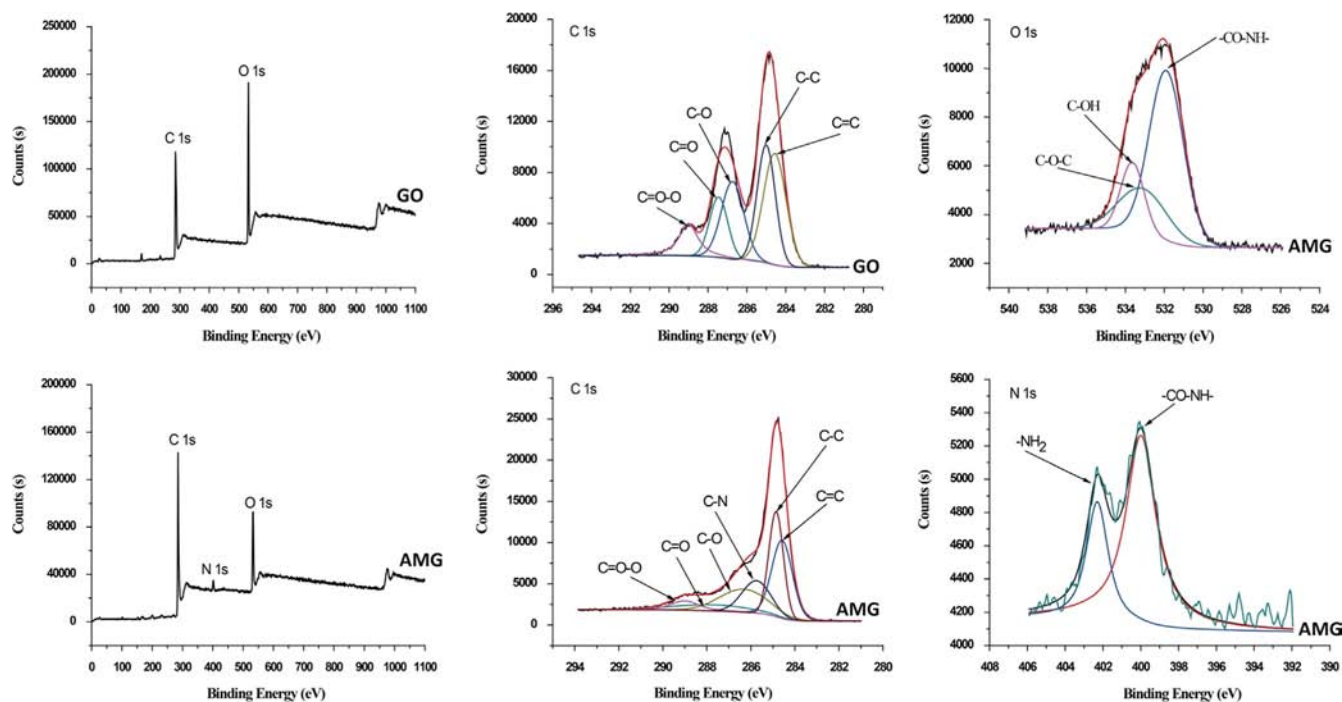 250000
200000
150000
100000
50000
0
Counts (s)
C 1s
O 1s
GO
0 100 200 300 400 500 600 700 800 900 1000 1100
Binding Energy (eV)
20000
16000
12000
8000
4000
0
Counts (s)
C 1s
C=O-O
C=O
C-O
C-C
C=C
GO
296 294 292 290 288 286 284 282 280
Binding Energy (eV)
12000
10000
8000
6000
4000
2000
Counts (s)
O 1s
-CO-NH-
C-OH
C-O-C
AMG
540 538 536 534 532 530 528 526 524
Binding Energy (eV)
200000
160000
120000
80000
40000
0
Counts (s)
C 1s
N 1s
O 1s
AMG
0 100 200 300 400 500 600 700 800 900 1000 1100
Binding Energy (eV)
30000
25000
20000
15000
10000
5000
0
Counts (s)
C 1s
C=O-O
C=O
C-O
C-N
C-C
C=C
AMG
294 292 290 288 286 284 282 280
Binding Energy (eV)
5600
5400
5200
5000
4800
4600
4400
4200
4000
Counts (s)
N 1s
-CO-NH-
-NH2
AMG
408 406 404 402 400 398 396 394 392 390
Binding Energy (eV)